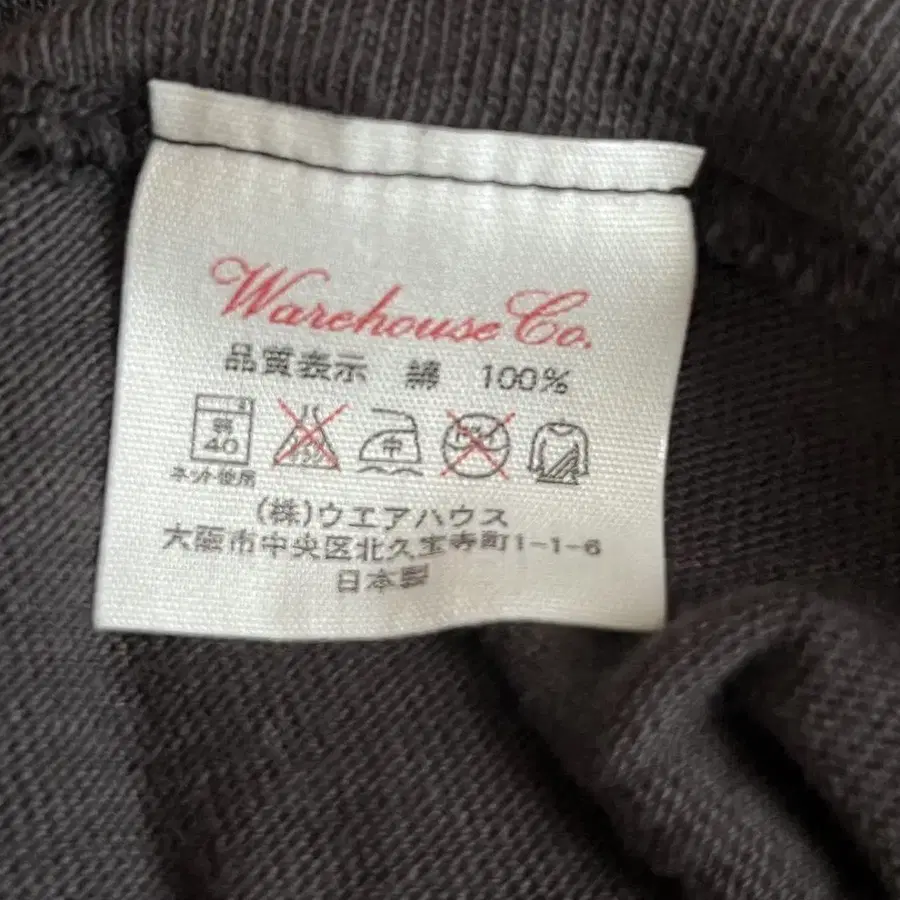 Warehouse Co.
品質表示 綿 100%
弱 40 中
ネット使用
(株)ウエアハウス
大阪市中央区北久宝寺町1-1-6
日本製